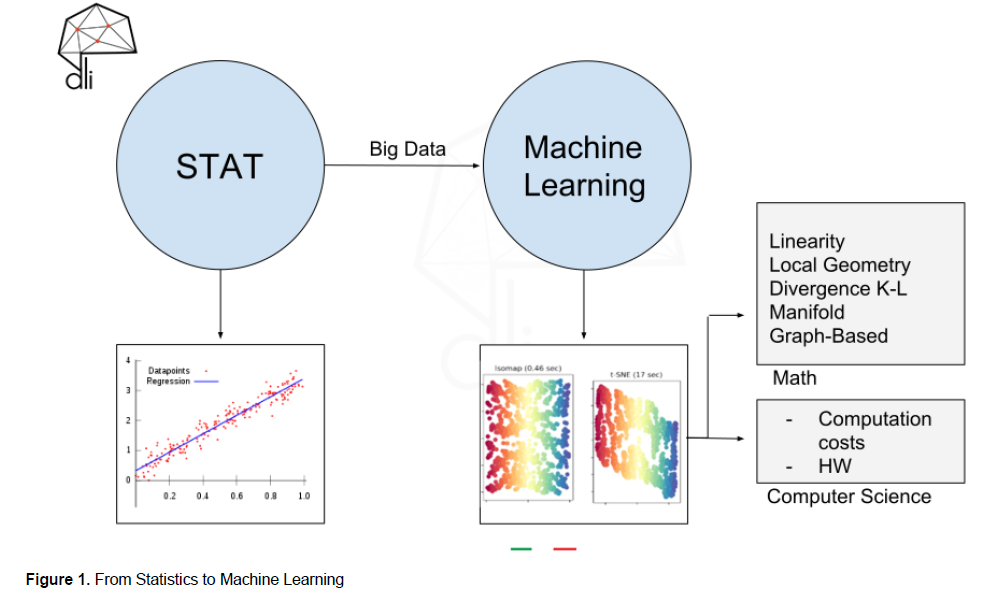 dli
STAT
Big Data
Machine
Learning
Linearity
Local Geometry
Divergence K-L
Manifold
Graph-Based
Math
- Computation
costs
- HW
Computer Science
4
3
2
1
0
Datapoints
Regression
0.2 0.4 0.6 0.8 1.0
Isomap (0.46 sec)
t-SNE (17 sec)
dli
Figure 1. From Statistics to Machine Learning